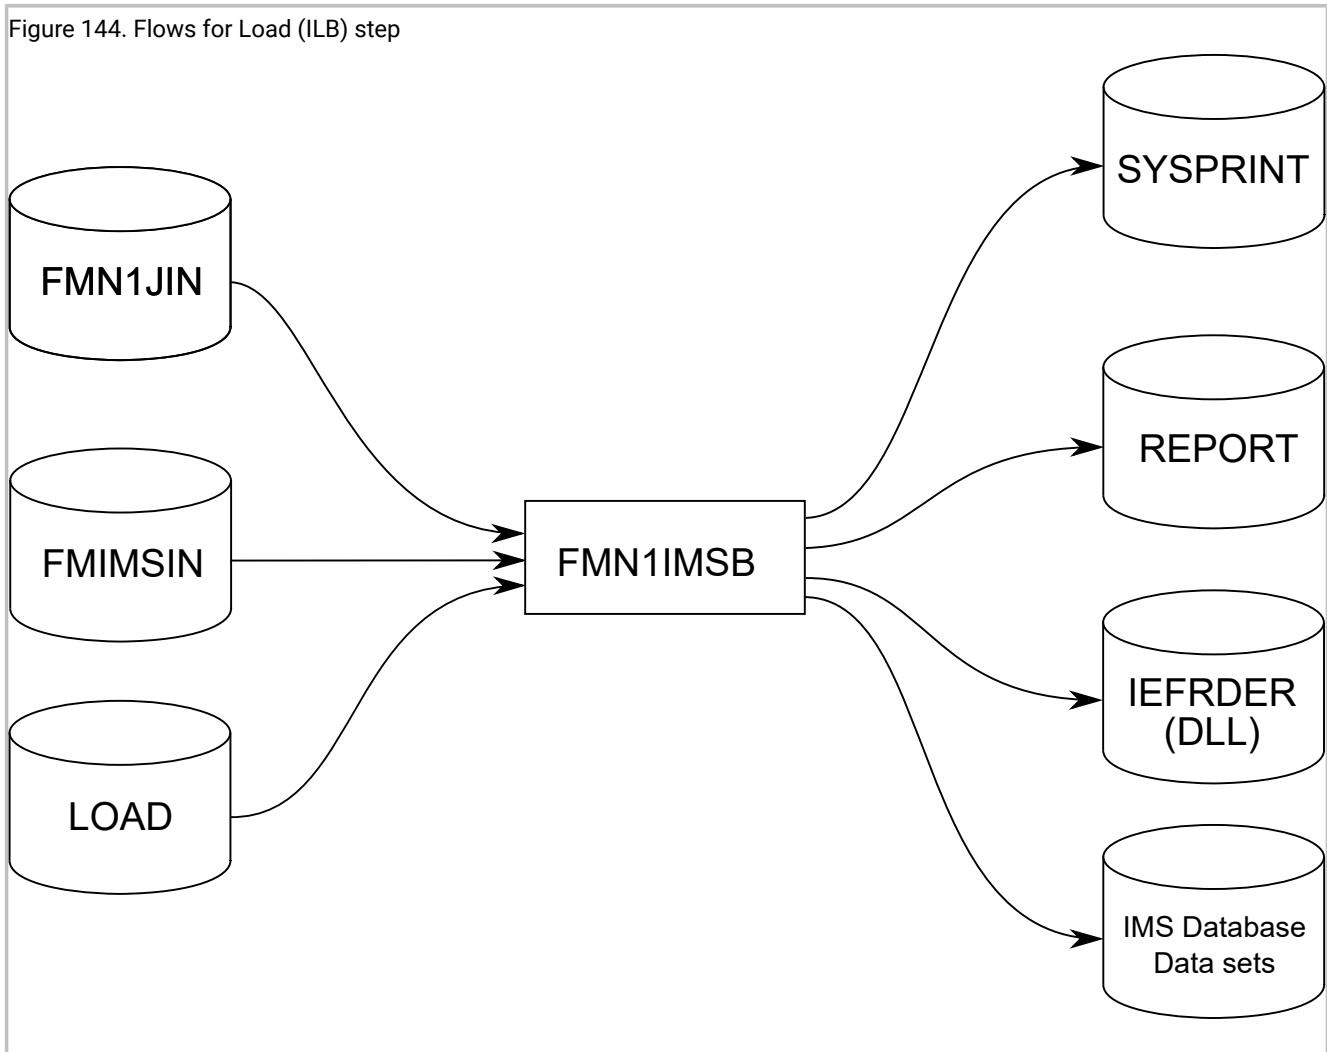 Figure 144. Flows for Load (ILB) step
FMN1JIN
FMIMSIN
LOAD
FMN1IMSB
SYSPRINT
REPORT
IEFRDER
(DLL)
IMS Database
Data sets